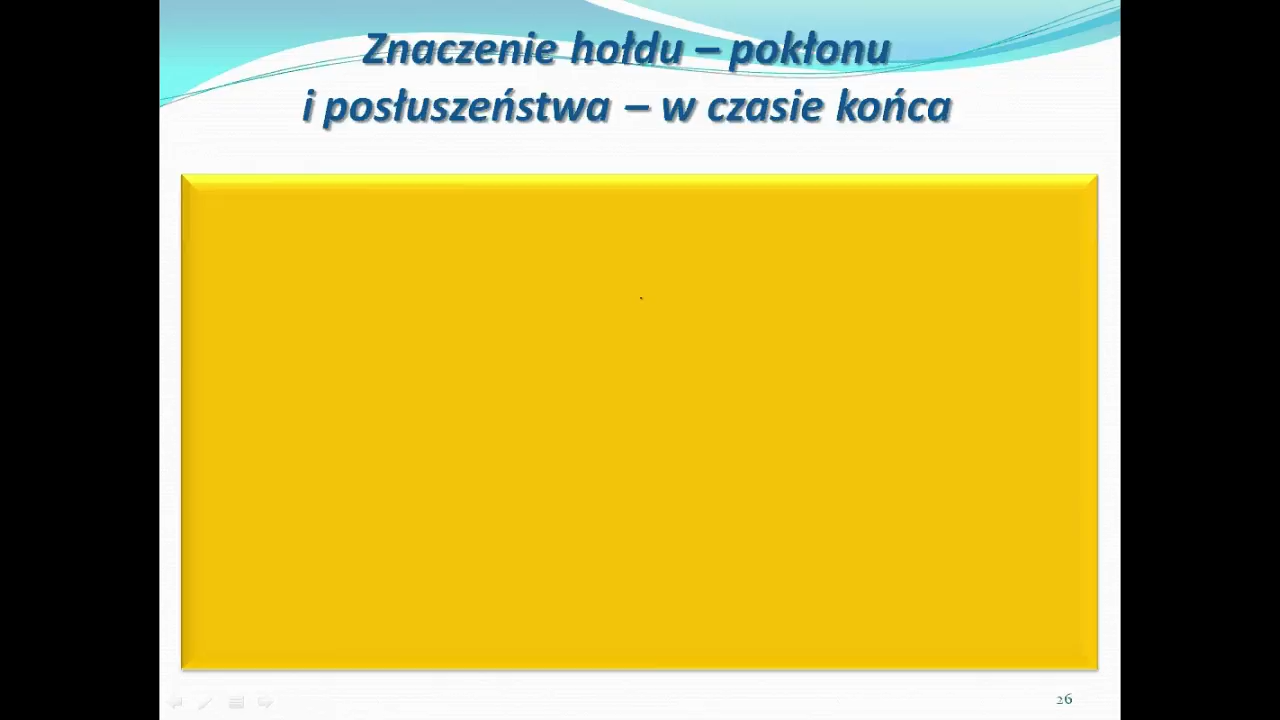 Znaczenie hołdu – pokłonu
i posłuszeństwa – w czasie końca
26